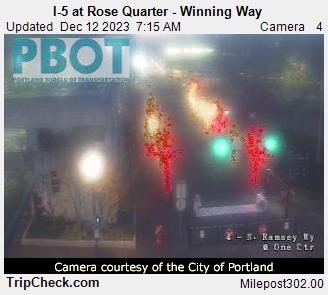 I-5 at Rose Quarter - Winning Way
Updated Dec 12 2023 7:15 AM Camera 4
PBOT
PORTLAND BUREAU OF TRANSPORTATION
4 - N. Ramsey Wy
@ One Ctr
Camera courtesy of the City of Portland
TripCheck.com Milepost302.00